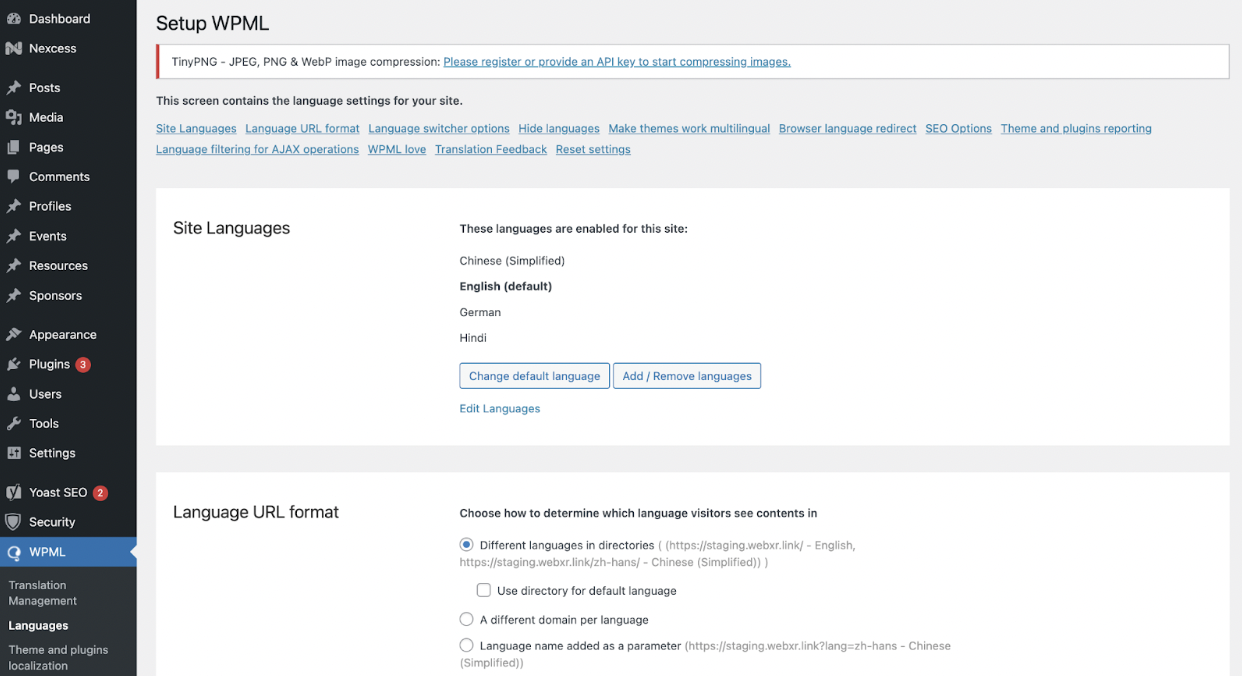 Dashboard
Nexcess
Posts
Media
Pages
Comments
Profiles
Events
Resources
Sponsors
Appearance
Plugins 3
Users
Tools
Settings
Yoast SEO 2
Security
WPML
Translation
Management
Languages
Theme and plugins
localization
Setup WPML
TinyPNG - JPEG, PNG & WebP image compression: Please register or provide an API key to start compressing images.
This screen contains the language settings for your site.
Site Languages Language URL format Language switcher options Hide languages Make themes work multilingual Browser language redirect SEO Options Theme and plugins reporting
Language filtering for AJAX operations WPML love Translation Feedback Reset settings
Site Languages
These languages are enabled for this site:
Chinese (Simplified)
English (default)
German
Hindi
Change default language Add / Remove languages
Edit Languages
Language URL format
Choose how to determine which language visitors see contents in
Different languages in directories ( (https://staging.webxr.link/ - English,
https://staging.webxr.link/zh-hans/ - Chinese (Simplified)) )
Use directory for default language
A different domain per language
Language name added as a parameter (https://staging.webxr.link?lang=zh-hans - Chinese
(Simplified))